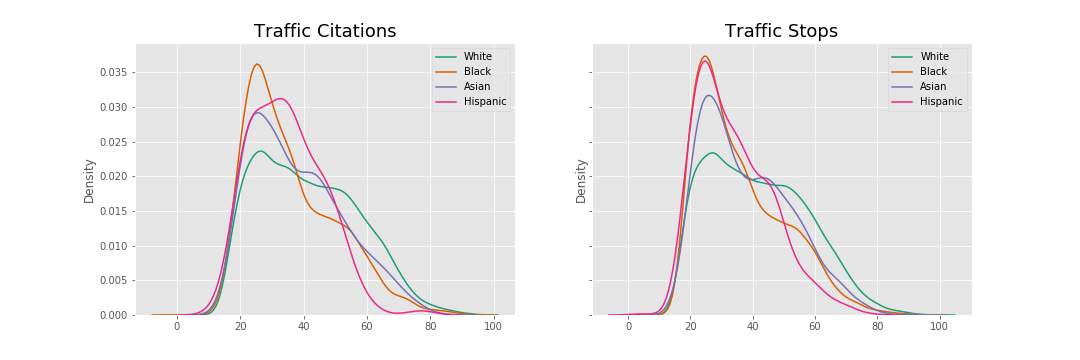 Traffic Citations
White
Black
Asian
Hispanic
Density
0.035
0.030
0.025
0.020
0.015
0.010
0.005
0.000
0 20 40 60 80 100
Traffic Stops
White
Black
Asian
Hispanic
Density
0 20 40 60 80 100